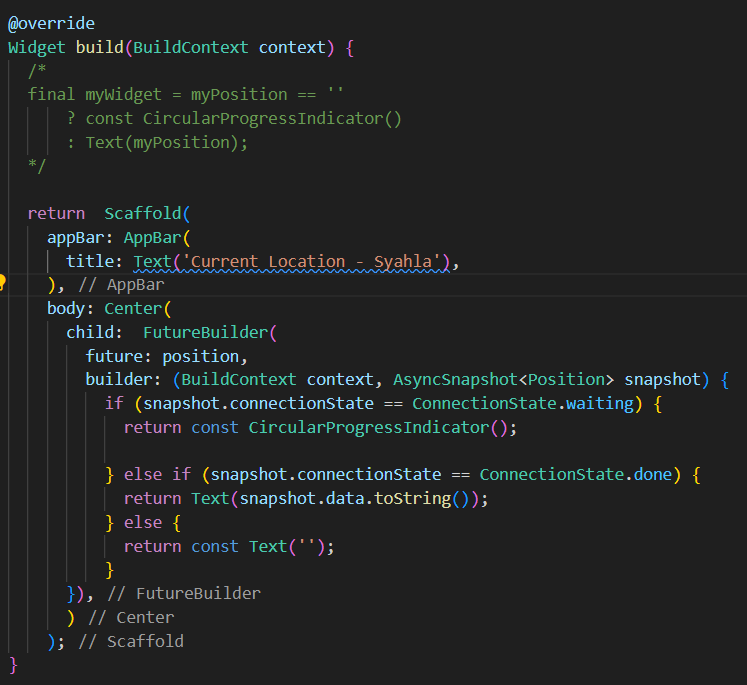 @override
Widget build(BuildContext context) {
  /*
  final myWidget = myPosition == ''
      ? const CircularProgressIndicator()
      : Text(myPosition);
  */

  return  Scaffold(
    appBar: AppBar(
      title: Text('Current Location - Syahla'),
    ), // AppBar
    body: Center(
      child:  FutureBuilder(
        future: position,
        builder: (BuildContext context, AsyncSnapshot<Position> snapshot) {
          if (snapshot.connectionState == ConnectionState.waiting) {
            return const CircularProgressIndicator();

          } else if (snapshot.connectionState == ConnectionState.done) {
            return Text(snapshot.data.toString());
          } else {
            return const Text('');
          }
      }), // FutureBuilder
      ) // Center
    ); // Scaffold
}